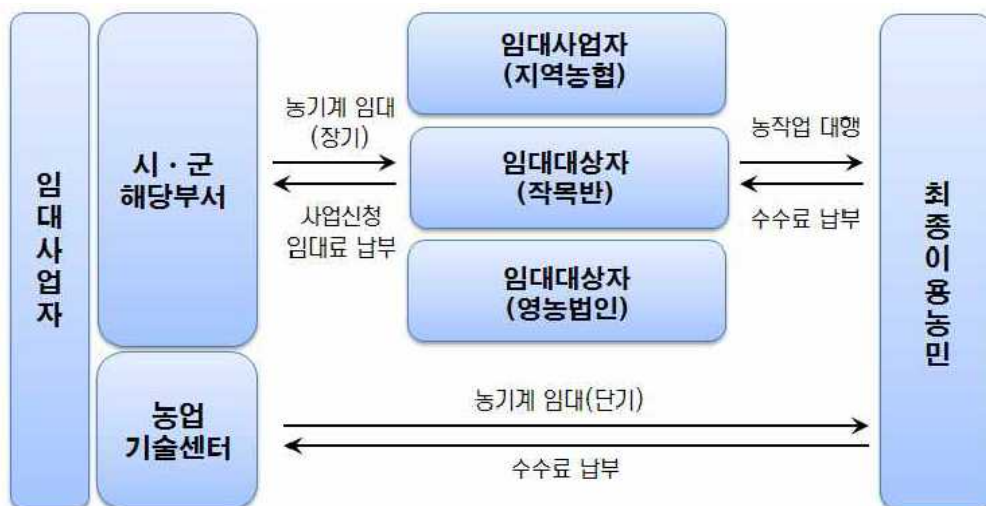 임대사업자
시 · 군
해당부서
농업
기술센터
농기계 임대
(장기)
사업신청
임대료 납부
임대사업자
(지역농협)
임대대상자
(작목반)
임대대상자
(영농법인)
농작업 대행
수수료 납부
농기계 임대(단기)
수수료 납부
최종이용농민